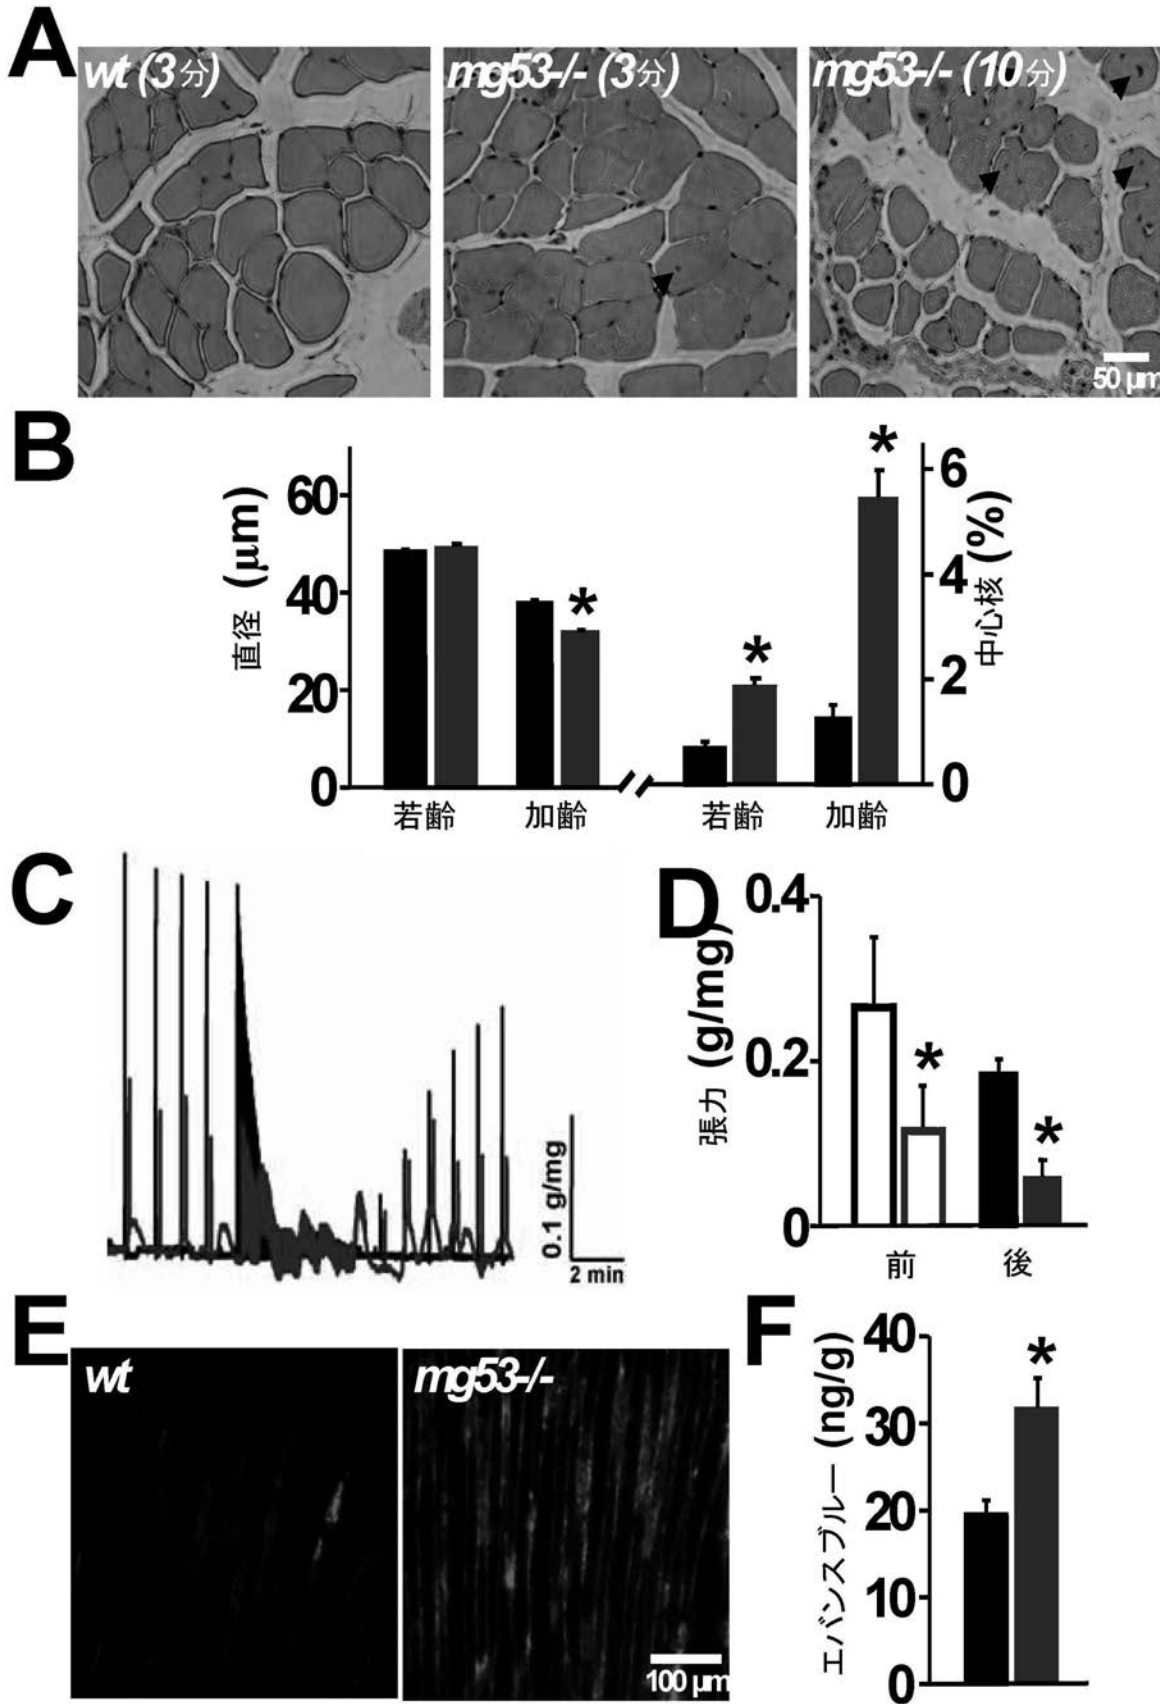 A
wt (3分)
mg53-/- (3分)
mg53-/- (10分)
50 μm
B
直径 (μm)
60
40
20
0
*
*
*
若齢
加齢
若齢
加齢
6
4
2
0
中心核 (%)
C
0.1 g/mg
2 min
D
張力 (g/mg)
0.4
0.2
0
*
*
前
後
E
wt
mg53-/-
100 μm
F
エバンスブルー (ng/g)
40
30
20
10
0
*